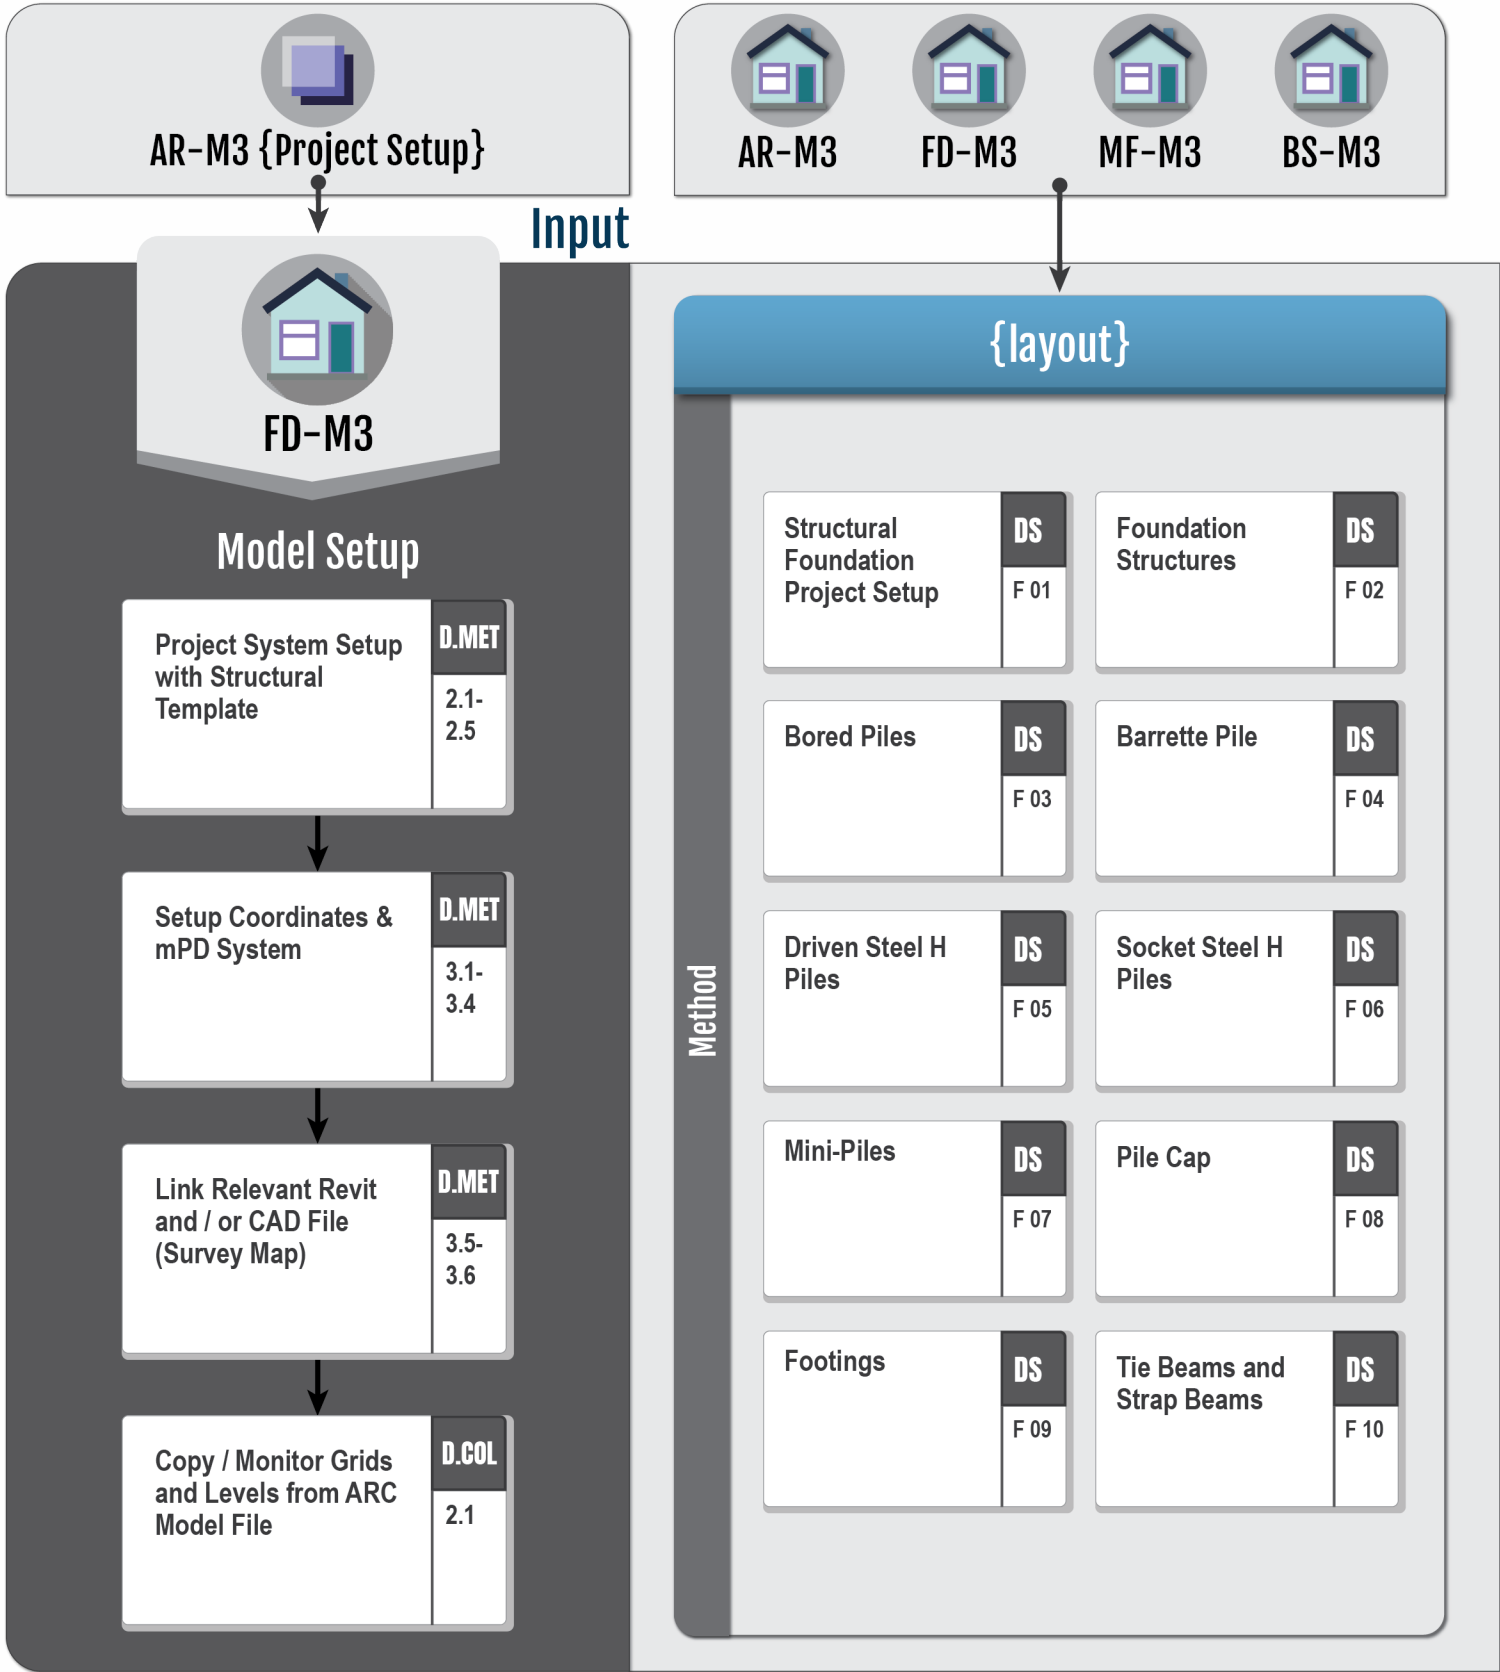 AR-M3 {Project Setup}
AR-M3
FD-M3
MF-M3
BS-M3
Input
FD-M3
Model Setup
Project System Setup
with Structural
Template
D.MET
2.1-
2.5
Setup Coordinates &
mPD System
D.MET
3.1-
3.4
Link Relevant Revit
and / or CAD File
(Survey Map)
D.MET
3.5-
3.6
Copy / Monitor Grids
and Levels from ARC
Model File
D.COL
2.1
{layout}
Method
Structural
Foundation
Project Setup
DS
F 01
Foundation
Structures
DS
F 02
Bored Piles
DS
F 03
Barrette Pile
DS
F 04
Driven Steel H
Piles
DS
F 05
Socket Steel H
Piles
DS
F 06
Mini-Piles
DS
F 07
Pile Cap
DS
F 08
Footings
DS
F 09
Tie Beams and
Strap Beams
DS
F 10